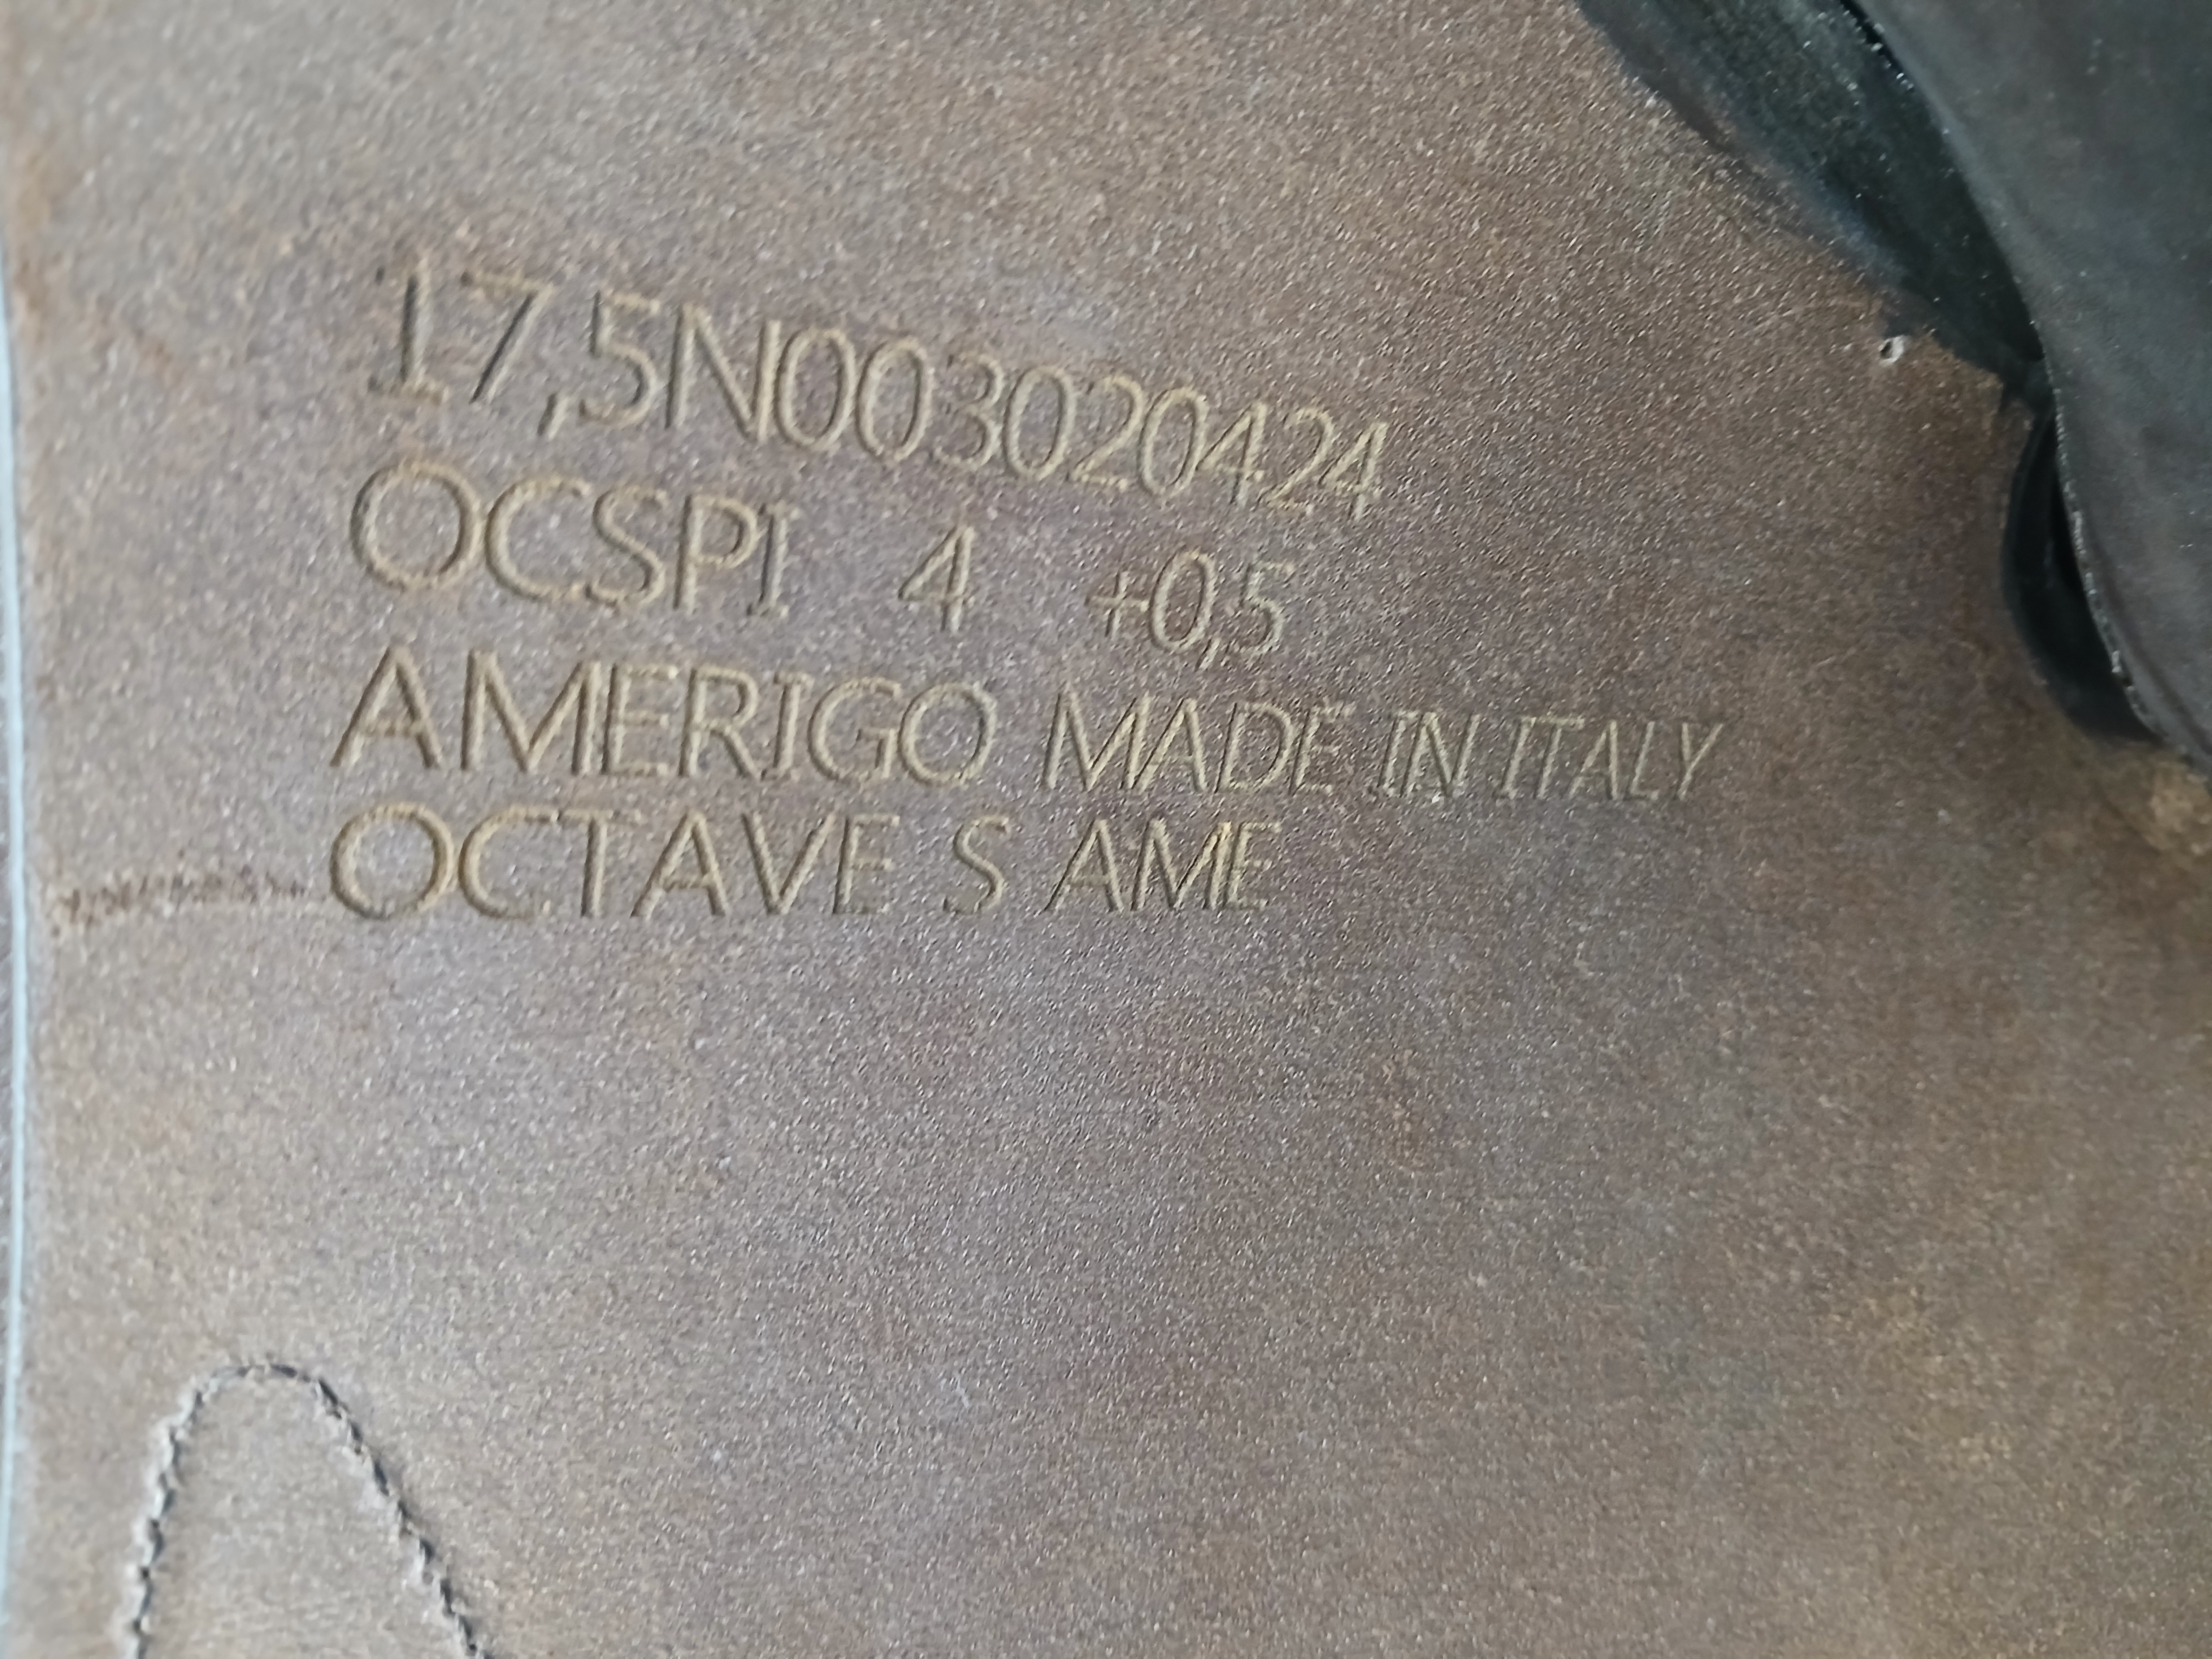 17,5N003020424
OCSPI 4 +0,5
AMERIGO MADE IN ITALY
OCTAVE S AME